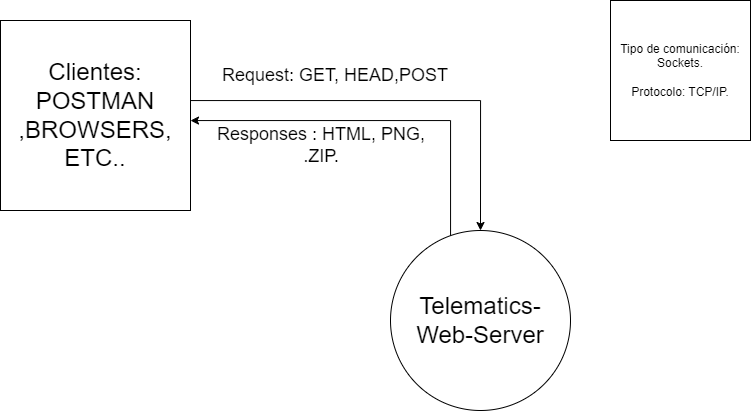 Clientes:
POSTMAN
,BROWSERS,
ETC..
Request: GET, HEAD,POST
Responses : HTML, PNG,
.ZIP.
Tipo de comunicación:
Sockets.
Protocolo: TCP/IP.
Telematics-
Web-Server